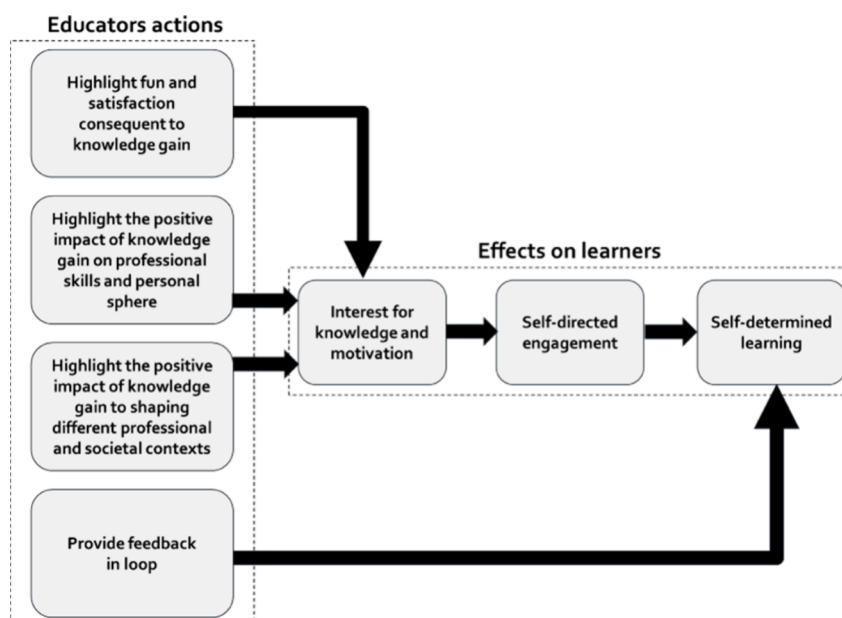 Educators actions
Highlight fun and
satisfaction
consequent to
knowledge gain
Highlight the positive
impact of knowledge
gain on professional
skills and personal
sphere
Highlight the positive
impact of knowledge
gain to shaping
different professional
and societal contexts
Provide feedback
in loop
Effects on learners
Interest for
knowledge and
motivation
Self-directed
engagement
Self-determined
learning